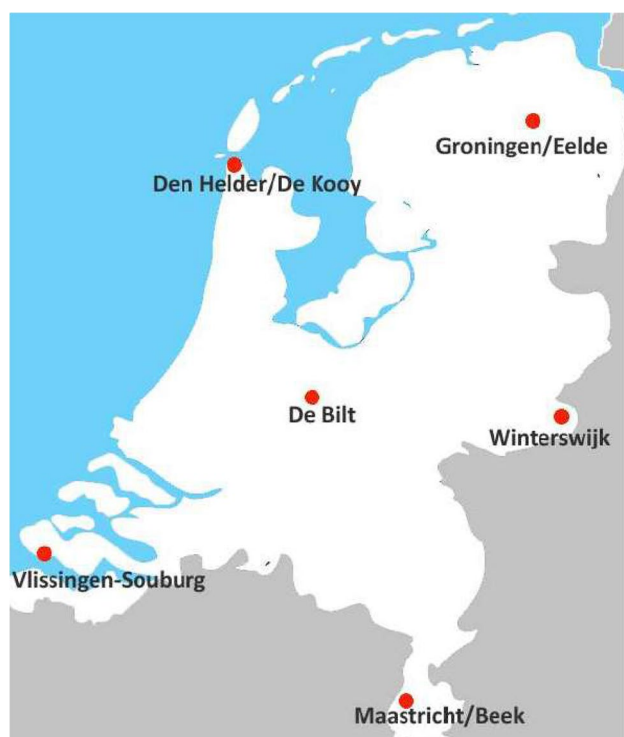 Groningen/Eelde
Den Helder/De Kooy
De Bilt
Winterswijk
Vlissingen-Souburg
Maastricht/Beek